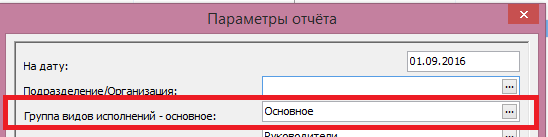 Параметры отчёта
На дату: 01.09.2016
Подразделение/Организация:
Группа видов исполнений - основное: Основное
Руководители